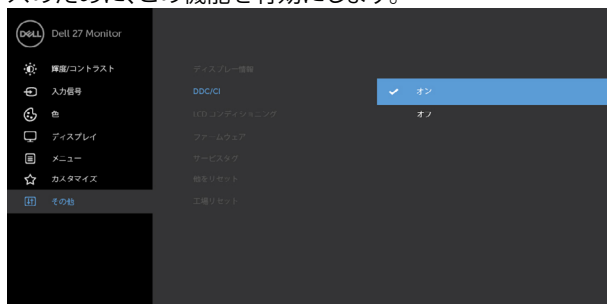 スのために、この機能を有効にします。
DELL Dell 27 Monitor
輝度/コントラスト
ディスプレー情報
入力信号
DDC/CI
オン
色
LCDコンディショニング
オフ
ディスプレイ
ファームウェア
メニュー
サービスタグ
カスタマイズ
他をリセット
その他
工場リセット